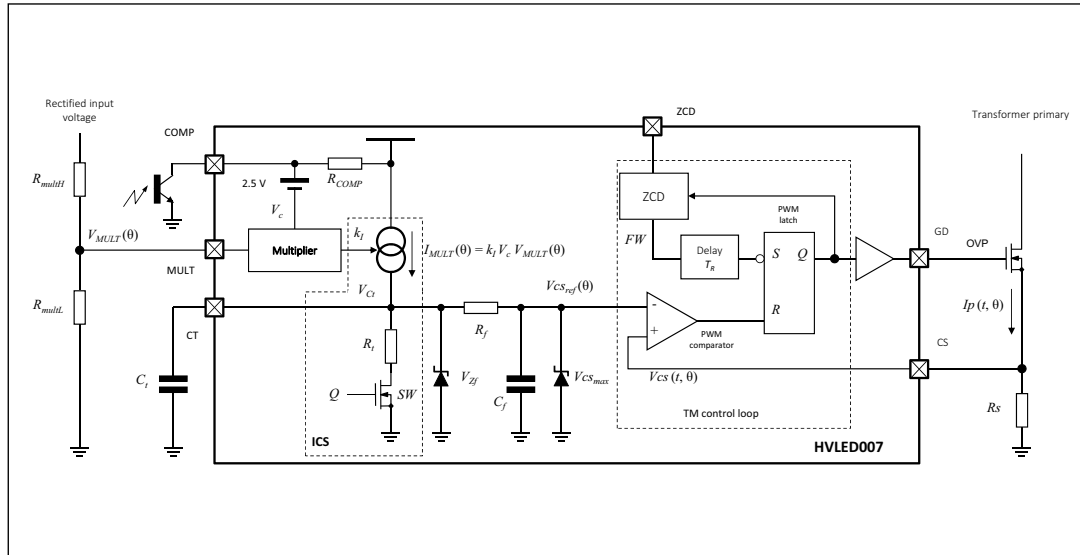 Rectified input
voltage
COMP
ZCD
Transformer primary
R_multH
2.5 V
R_COMP
V_c
V_MULT(θ)
MULT
Multiplier
k_I
I_MULT(θ) = k_I V_c V_MULT(θ)
ZCD
FW
Delay
T_R
PWM
latch
S
Q
R
GD
OVP
R_multL
CT
C_t
V_Ct
Vcs_ref(θ)
R_f
-
+
PWM
comparator
Vcs(t, θ)
Ip(t, θ)
CS
R_t
Q
SW
V_Zf
C_f
Vcs_max
TM control loop
Rs
ICS
HVLED007